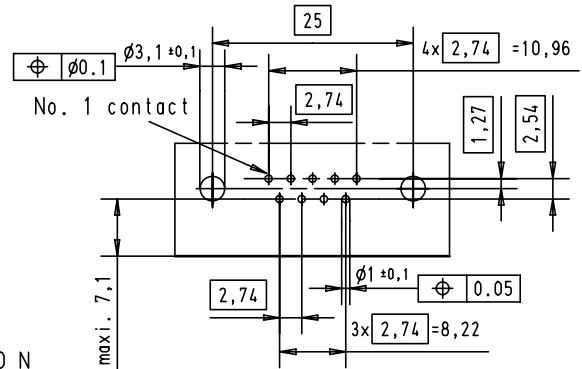 25
4x 2,74 =10,96
Ø3,1 ±0,1
⌖ Ø0.1
No. 1 contact
2,74
1,27
2,54
maxi. 7,1
2,74
Ø1 ±0,1
⌖ 0.05
3x 2,74 =8,22
O N